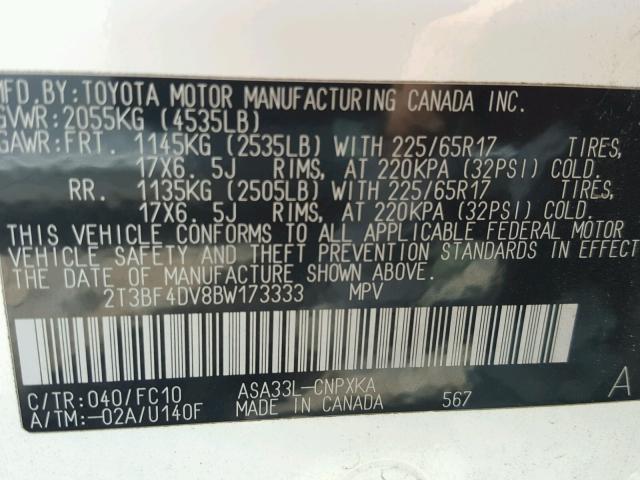 MFD.BY:TOYOTA MOTOR MANUFACTURING CANADA INC.
GVWR:2055KG (4535LB)
GAWR:FRT. 1145KG (2535LB) WITH 225/65R17 TIRES,
17X6. 5J RIMS, AT 220KPA (32PSI) COLD.
RR. 1135KG (2505LB) WITH 225/65R17 TIRES,
17X6. 5J RIMS, AT 220KPA (32PSI) COLD.
THIS VEHICLE CONFORMS TO ALL APPLICABLE FEDERAL MOTOR
VEHICLE SAFETY AND THEFT PREVENTION STANDARDS IN EFFECT
THE DATE OF MANUFACTURE SHOWN ABOVE.
2T3BF4DV8BW173333 MPV
C/TR:040/FC10 ASA33L-CNPXKA A
A/TM:-02A/U140F MADE IN CANADA 567